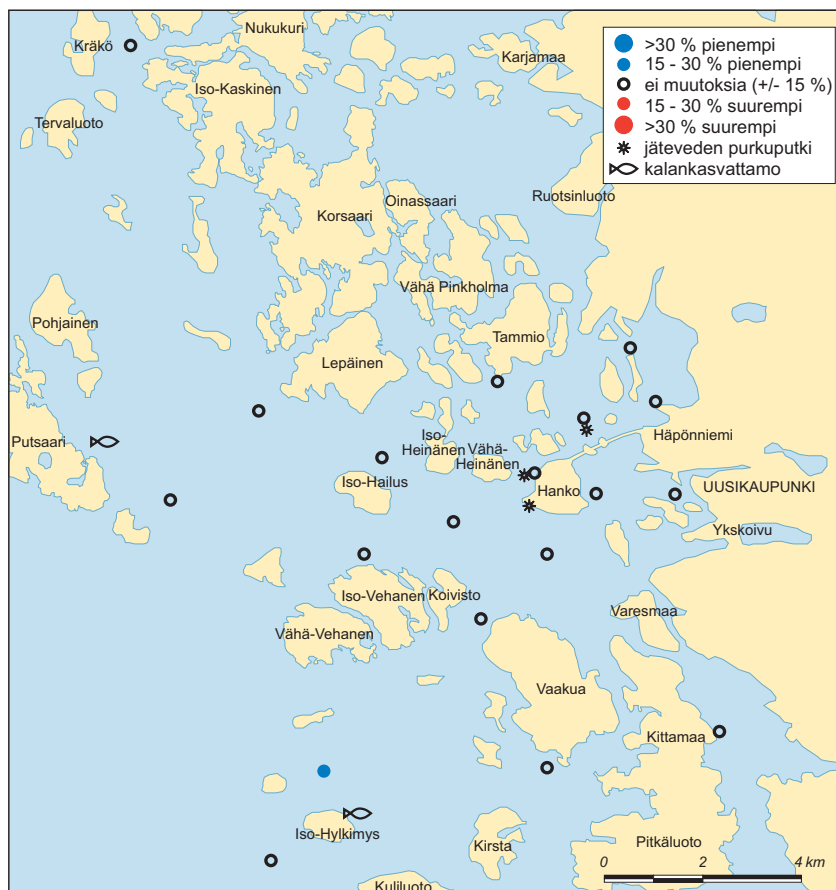 Kräkö
Nukukuri
Karjamaa
Iso-Kaskinen
Tervaluoto
>30 % pienempi
15 - 30 % pienempi
ei muutoksia (+/- 15 %)
15 - 30 % suurempi
>30 % suurempi
jäteveden purkuputki
kalankasvattamo
Oinassaari
Ruotsinluoto
Korsaari
Vähä Pinkholma
Pohjainen
Tammio
Lepäinen
Putsaari
Iso-
Heinänen
Vähä-
Heinänen
Häpönniemi
Iso-Hailus
Hanko
UUSIKAUPUNKI
Ykskoivu
Iso-Vehanen
Koivisto
Varesmaa
Vähä-Vehanen
Vaakua
Kittamaa
Iso-Hylkimys
Kirsta
Pitkäluoto
Kuliluoto
0 2 4 km